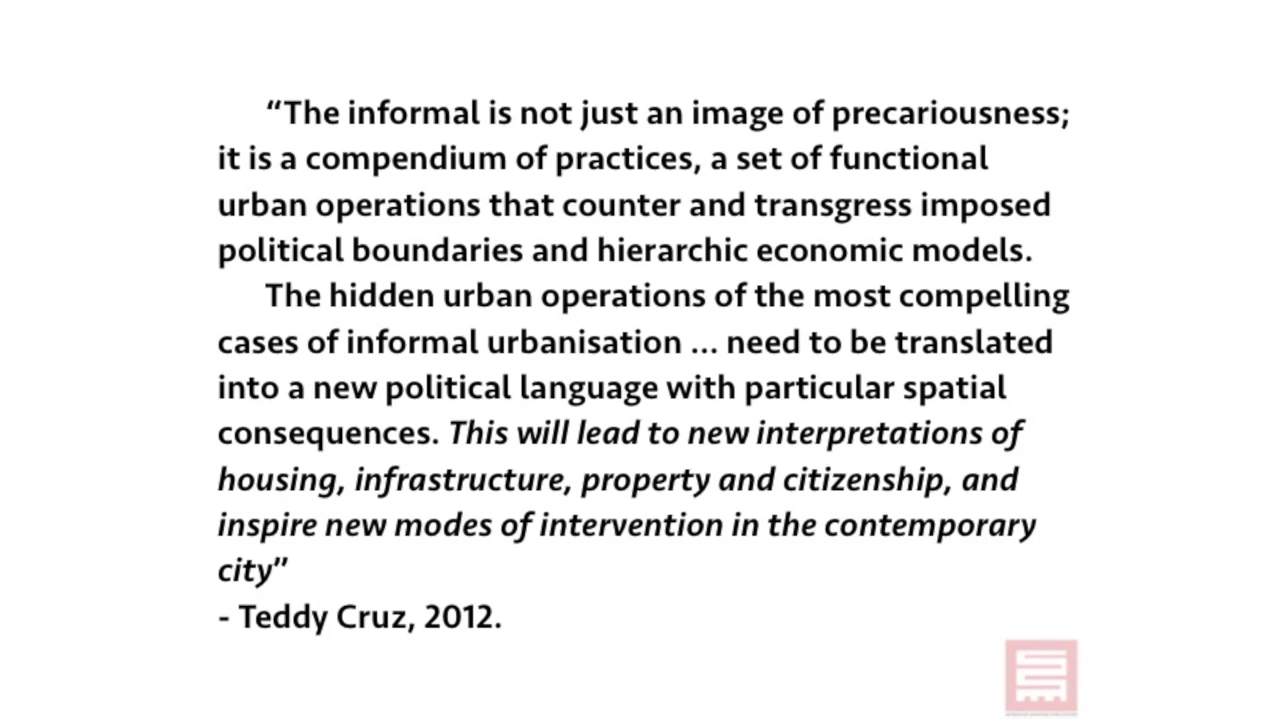 “The informal is not just an image of precariousness;
it is a compendium of practices, a set of functional
urban operations that counter and transgress imposed
political boundaries and hierarchic economic models.
The hidden urban operations of the most compelling
cases of informal urbanisation ... need to be translated
into a new political language with particular spatial
consequences. This will lead to new interpretations of
housing, infrastructure, property and citizenship, and
inspire new modes of intervention in the contemporary
city”
- Teddy Cruz, 2012.